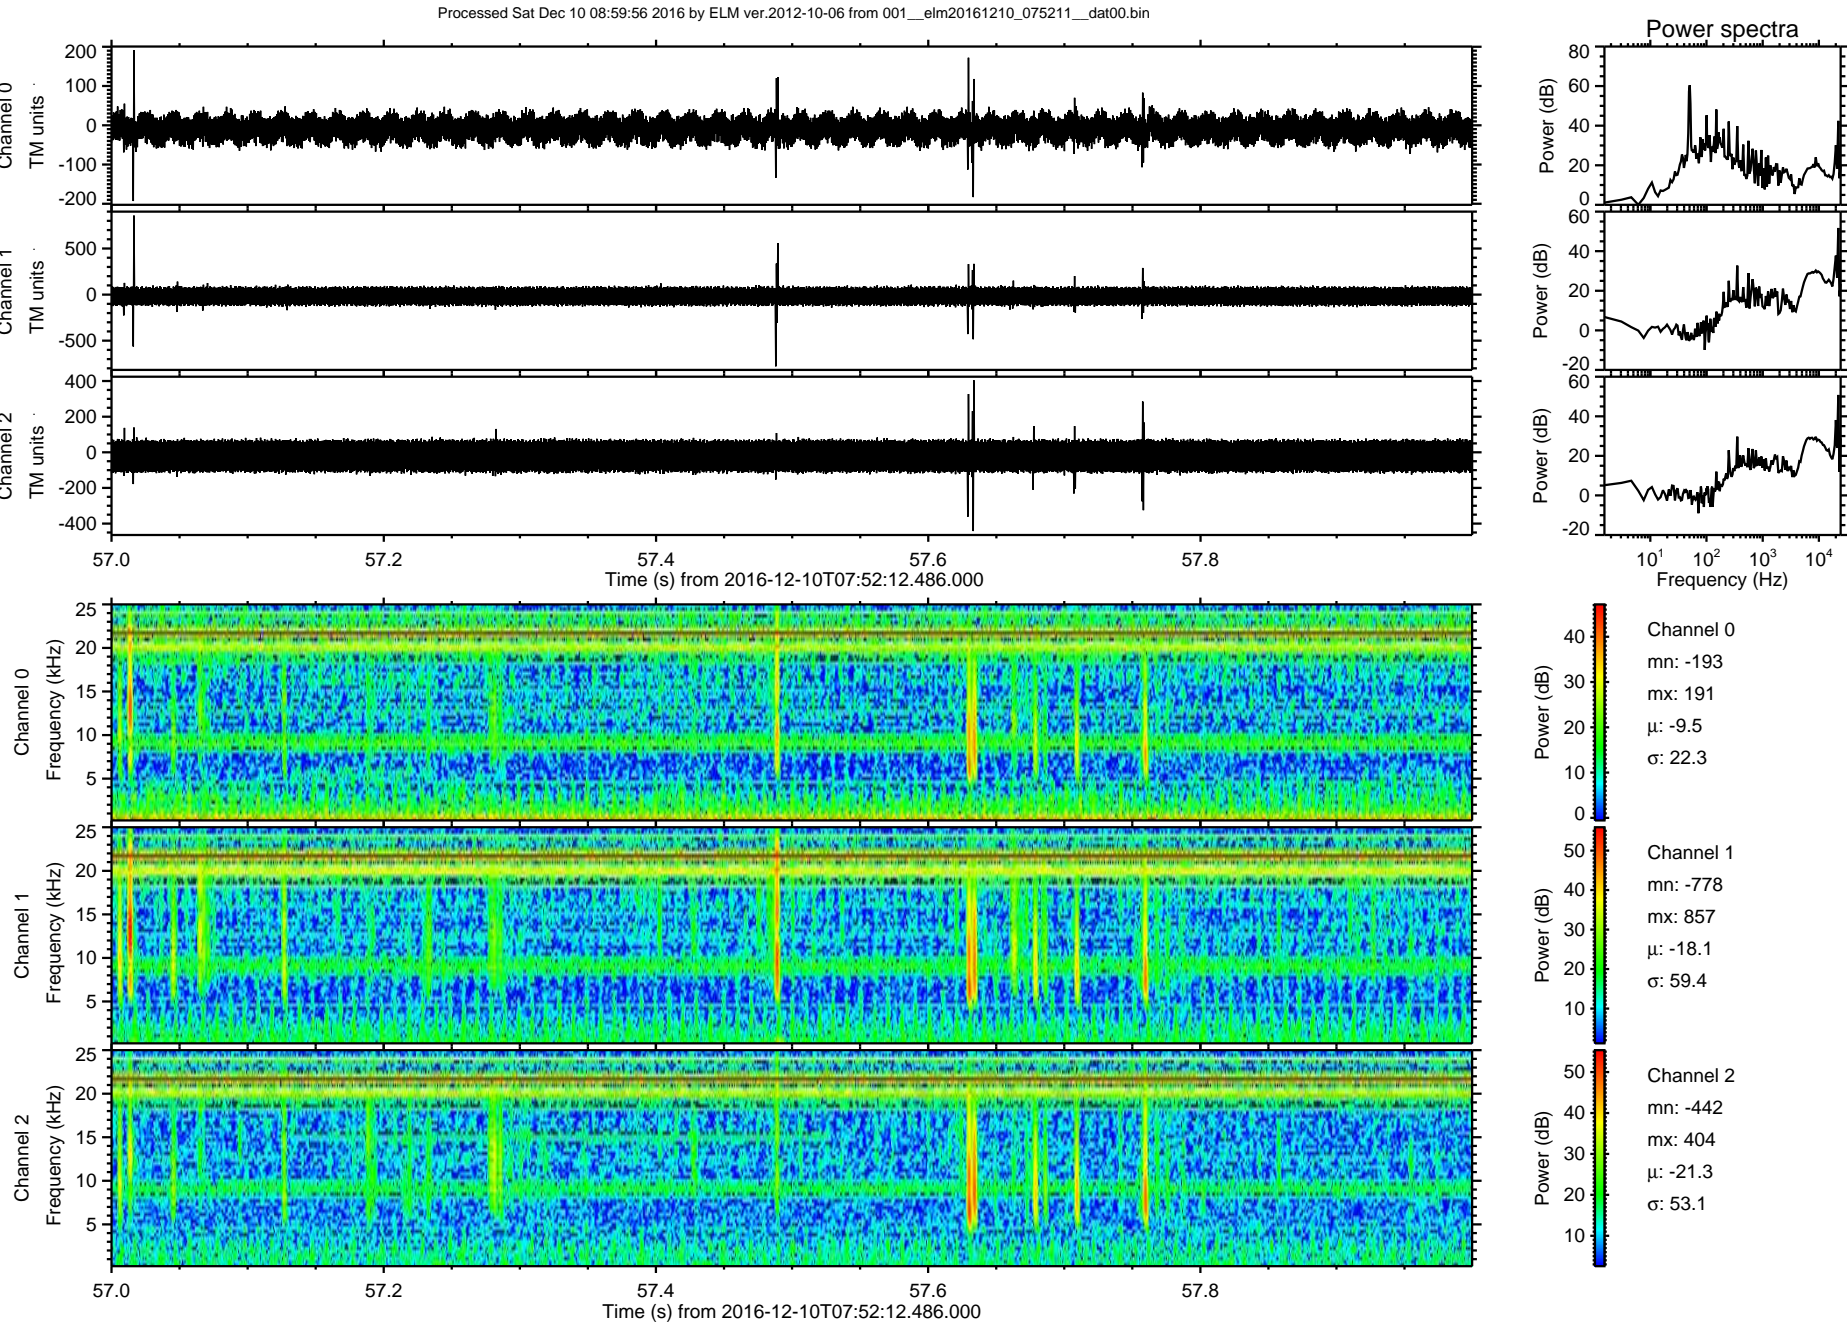 Processed Sat Dec 10 08:59:56 2016 by ELM ver.2012-10-06 from 001__elm20161210_075211__dat00.bin
Power spectra
Channel 0
TM units
200
100
0
-100
-200
Power (dB)
80
60
40
20
0
Channel 1
TM units
500
0
-500
Power (dB)
60
40
20
0
-20
Channel 2
TM units
400
200
0
-200
-400
Power (dB)
60
40
20
0
-20
57.0 57.2 57.4 57.6 57.8
Time (s) from 2016-12-10T07:52:12.486.000
10^1 10^2 10^3 10^4
Frequency (Hz)
Channel 0
Frequency (kHz)
25
20
15
10
5
Power (dB)
40
30
20
10
0
Channel 0
mn: -193
mx: 191
μ: -9.5
σ: 22.3
Channel 1
Frequency (kHz)
25
20
15
10
5
Power (dB)
50
40
30
20
10
Channel 1
mn: -778
mx: 857
μ: -18.1
σ: 59.4
Channel 2
Frequency (kHz)
25
20
15
10
5
Power (dB)
50
40
30
20
10
Channel 2
mn: -442
mx: 404
μ: -21.3
σ: 53.1
57.0 57.2 57.4 57.6 57.8
Time (s) from 2016-12-10T07:52:12.486.000